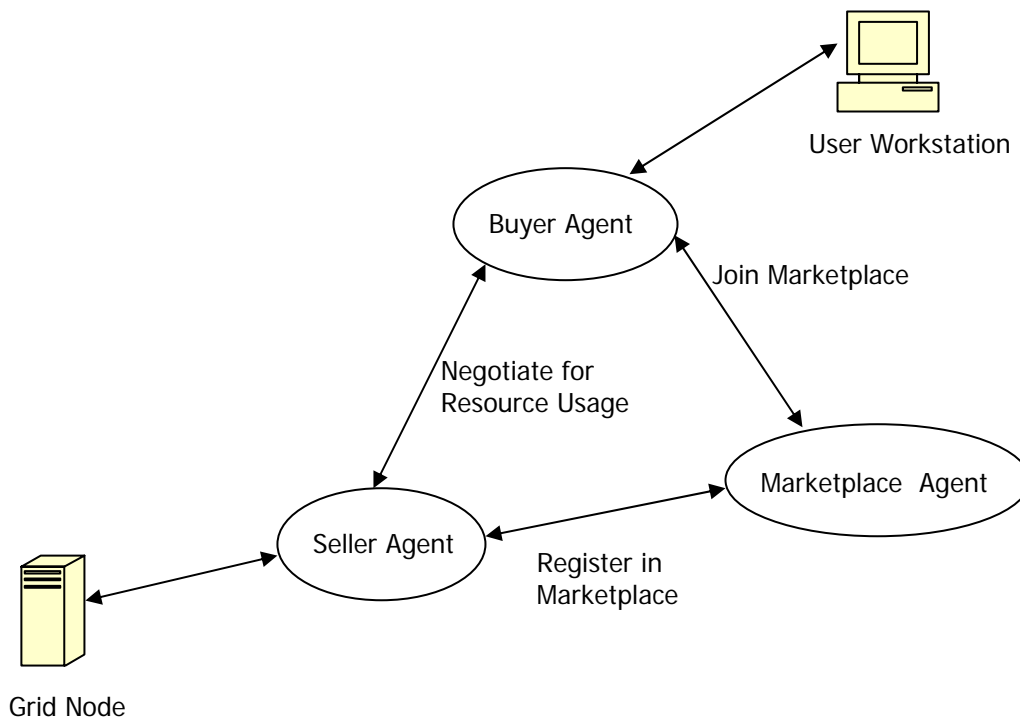 User Workstation
Buyer Agent
Join Marketplace
Negotiate for
Resource Usage
Marketplace Agent
Seller Agent
Register in
Marketplace
Grid Node